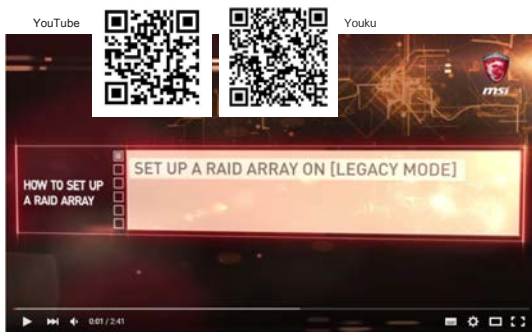 YouTube
Youku
msi
SET UP A RAID ARRAY ON [LEGACY MODE]
HOW TO SET UP
A RAID ARRAY
0:01 / 2:41